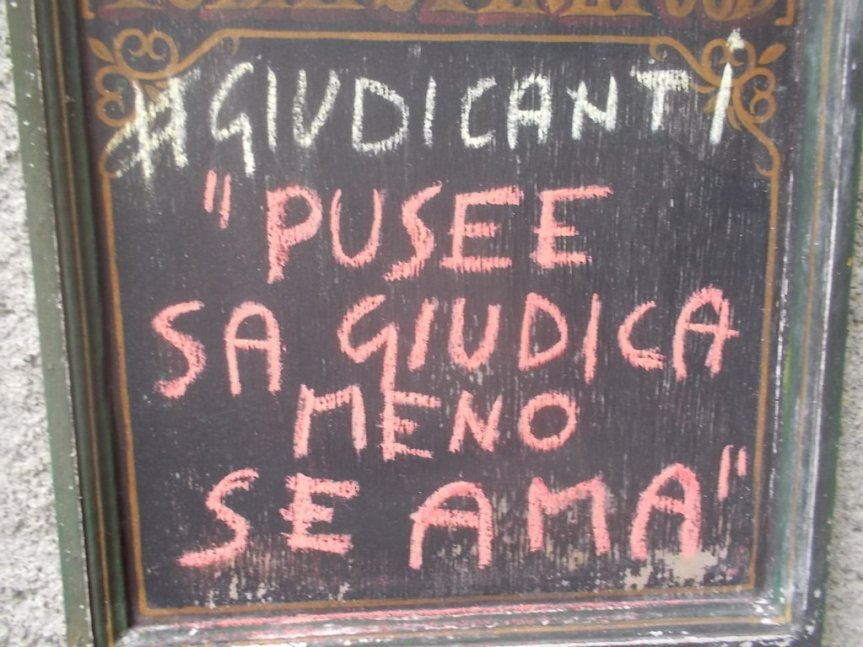 #GIUDICANTI
"PUSEE
SA GIUDICA
MENO
SE AMA"